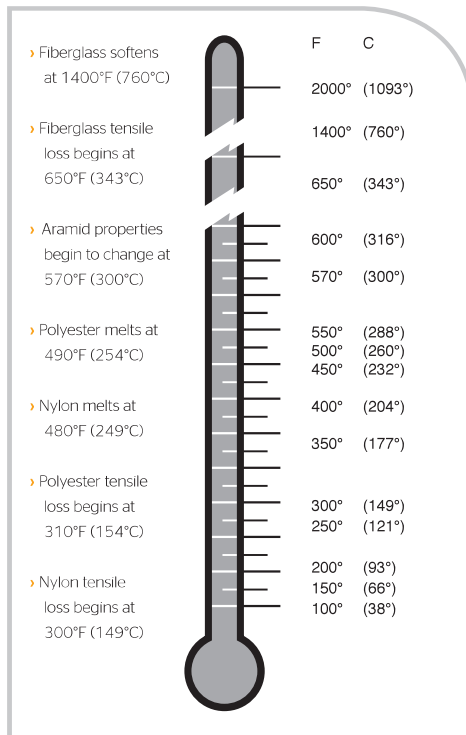 › Fiberglass softens
at 1400°F (760°C)
› Fiberglass tensile
loss begins at
650°F (343°C)
› Aramid properties
begin to change at
570°F (300°C)
› Polyester melts at
490°F (254°C)
› Nylon melts at
480°F (249°C)
› Polyester tensile
loss begins at
310°F (154°C)
› Nylon tensile
loss begins at
300°F (149°C)
F C
2000° (1093°)
1400° (760°)
650° (343°)
600° (316°)
570° (300°)
550° (288°)
500° (260°)
450° (232°)
400° (204°)
350° (177°)
300° (149°)
250° (121°)
200° (93°)
150° (66°)
100° (38°)